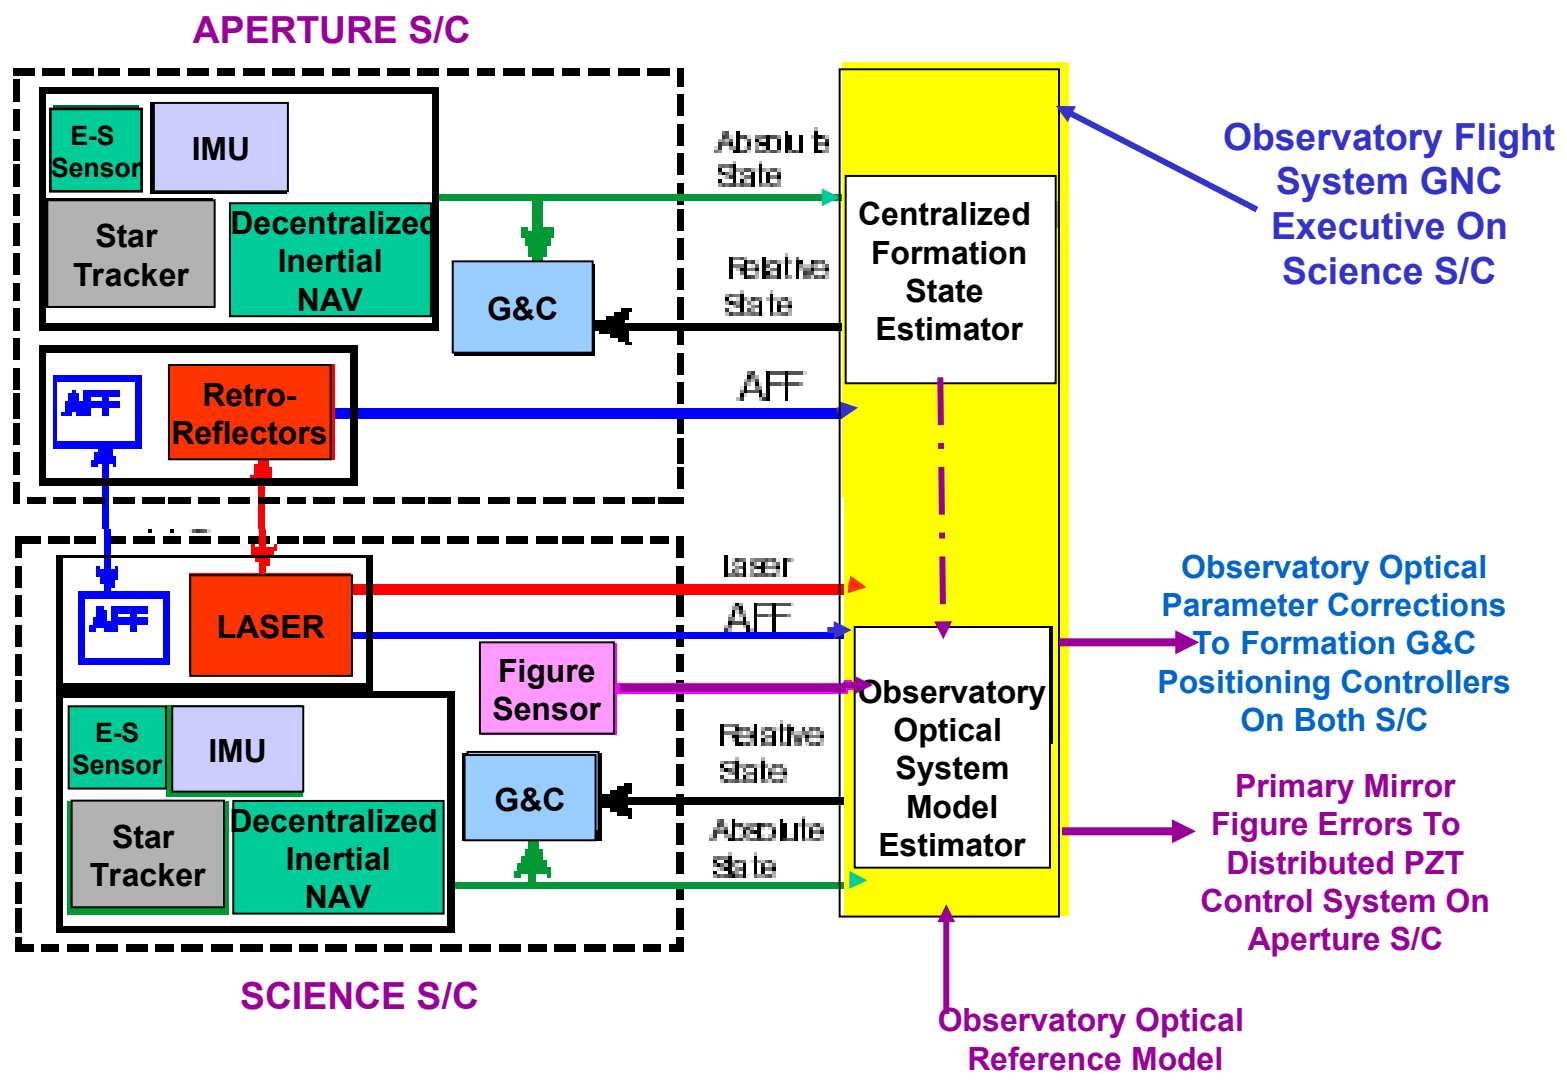 APERTURE S/C
E-S
Sensor
IMU
Star
Tracker
Decentralized
Inertial
NAV
G&C
AFF
Retro-
Reflectors
Absolute
State
Relative
State
AFF
Centralized
Formation
State
Estimator
Observatory Flight
System GNC
Executive On
Science S/C
AFF
LASER
Laser
AFF
Figure
Sensor
E-S
Sensor
IMU
Star
Tracker
Decentralized
Inertial
NAV
G&C
Relative
State
Absolute
State
Observatory
Optical
System
Model
Estimator
Observatory Optical
Parameter Corrections
To Formation G&C
Positioning Controllers
On Both S/C
Primary Mirror
Figure Errors To
Distributed PZT
Control System On
Aperture S/C
SCIENCE S/C
Observatory Optical
Reference Model